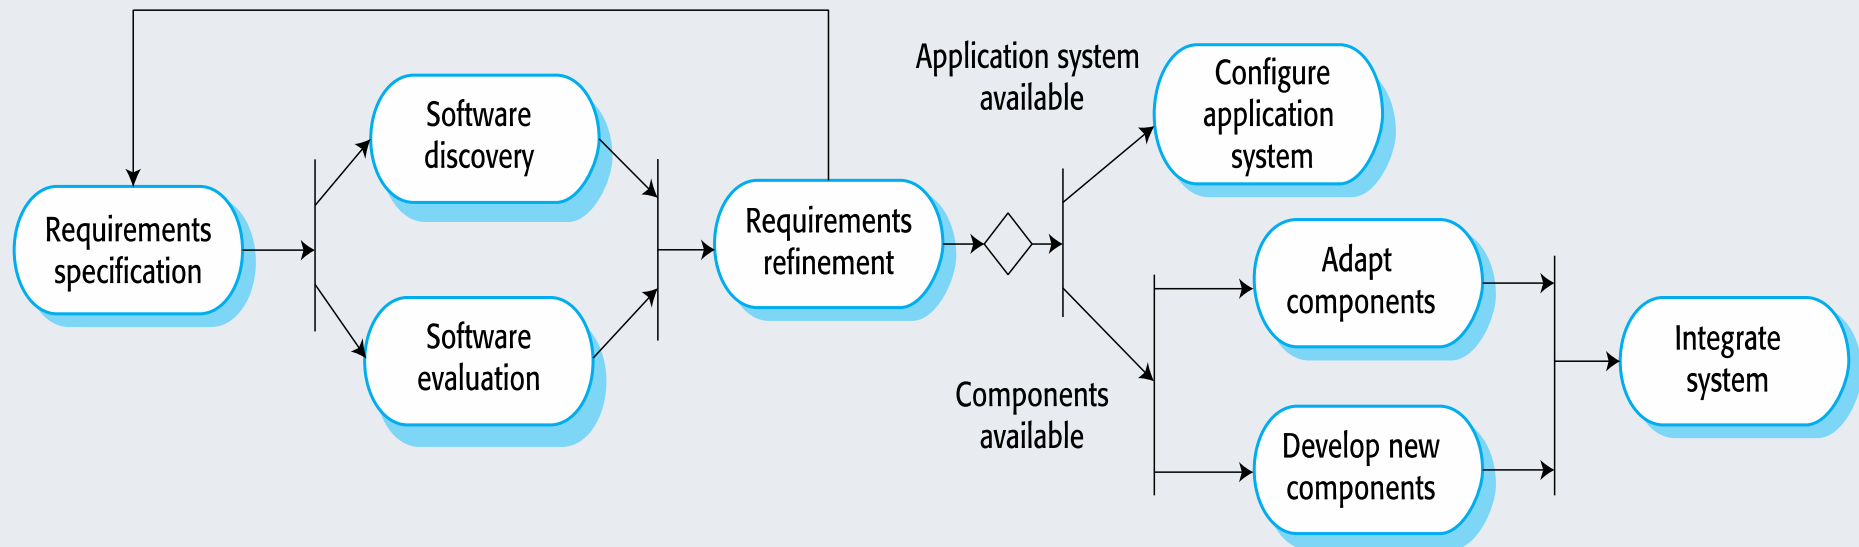 Requirements
specification
Software
discovery
Software
evaluation
Requirements
refinement
Application system
available
Configure
application
system
Components
available
Adapt
components
Develop new
components
Integrate
system